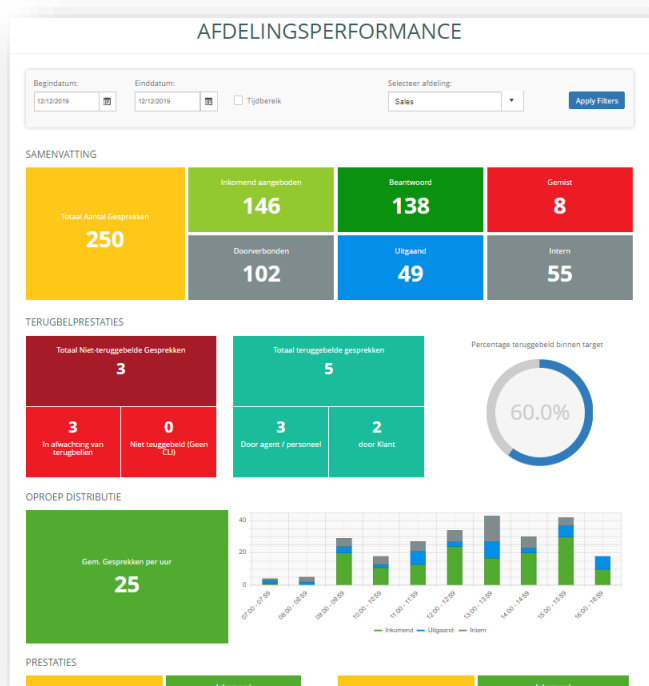 AFDELINGSPERFORMANCE
Begindatum: Einddatum: Selecteer afdeling:
12/12/2019 12/12/2019 Tijdbereik Sales Apply Filters
SAMENVATTING
Totaal Aantal Gesprekken
250
Inkomend aangeboden
146
Beantwoord
138
Gemist
8
Doorverbonden
102
Uitgaand
49
Intern
55
TERUGBELPRESTATIES
Totaal Niet-teruggebelde Gesprekken
3
3
In afwachting van
terugbellen
0
Niet teuggebeld (Geen
CLI)
Totaal teruggebelde gesprekken
5
3
Door agent / personeel
2
door Klant
Percentage teruggebeld binnen target
60.0%
OPROEP DISTRIBUTIE
Gem. Gesprekken per uur
25
40
20
0
07:00 - 07:59
08:00 - 08:59
09:00 - 09:59
10:00 - 10:59
11:00 - 11:59
12:00 - 12:59
13:00 - 13:59
14:00 - 14:59
15:00 - 15:59
16:00 - 16:59
Inkomend Uitgaand Intern
PRESTATIES